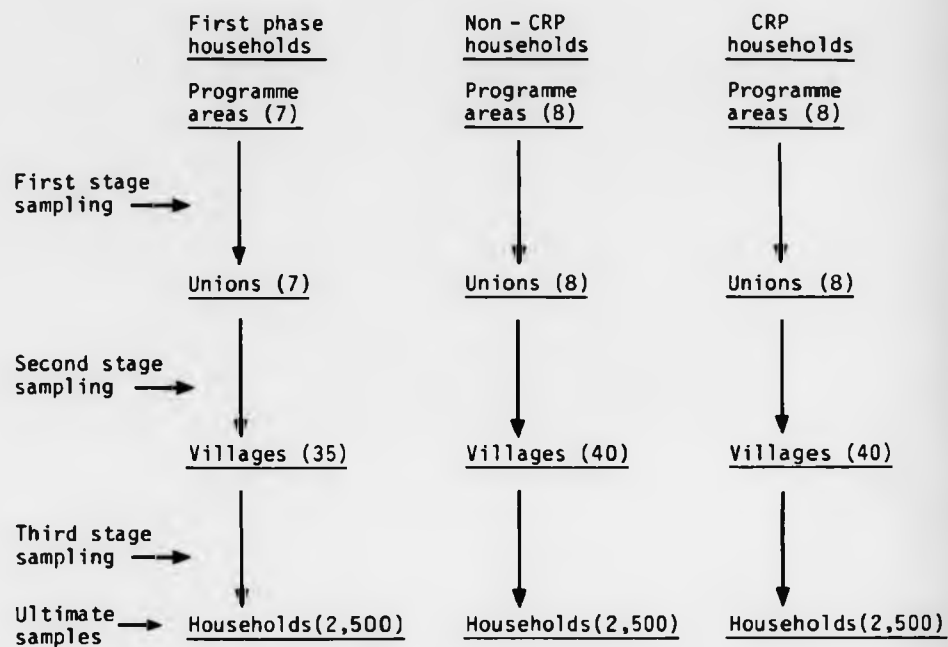 First phase
households
Non - CRP
households
CRP
households
Programme
areas (7)
Programme
areas (8)
Programme
areas (8)
First stage
sampling
Unions (7)
Unions (8)
Unions (8)
Second stage
sampling
Villages (35)
Villages (40)
Villages (40)
Third stage
sampling
Ultimate
samples
Households(2,500)
Households(2,500)
Households(2,500)